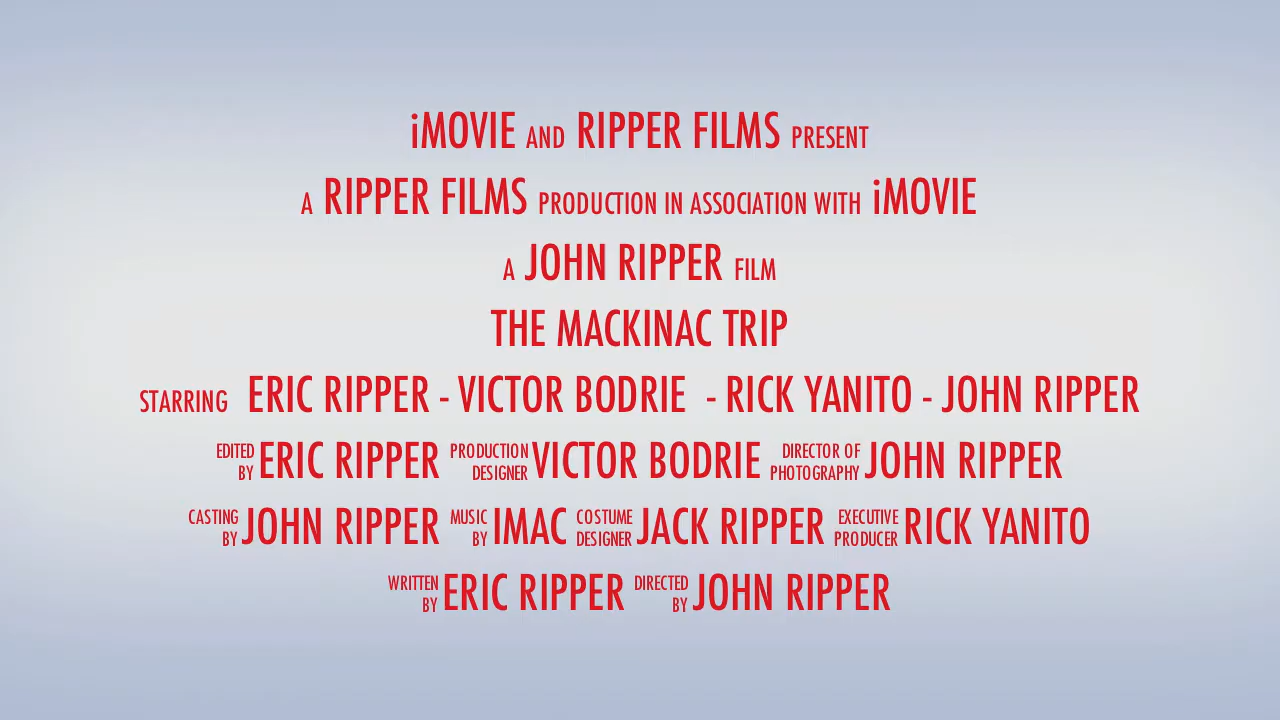 iMOVIE AND RIPPER FILMS PRESENT
A RIPPER FILMS PRODUCTION IN ASSOCIATION WITH iMOVIE
A JOHN RIPPER FILM
THE MACKINAC TRIP
STARRING ERIC RIPPER - VICTOR BODRIE - RICK YANITO - JOHN RIPPER
EDITED BY ERIC RIPPER PRODUCTION DESIGNER VICTOR BODRIE DIRECTOR OF PHOTOGRAPHY JOHN RIPPER
CASTING BY JOHN RIPPER MUSIC BY IMAC COSTUME DESIGNER JACK RIPPER EXECUTIVE PRODUCER RICK YANITO
WRITTEN BY ERIC RIPPER DIRECTED BY JOHN RIPPER